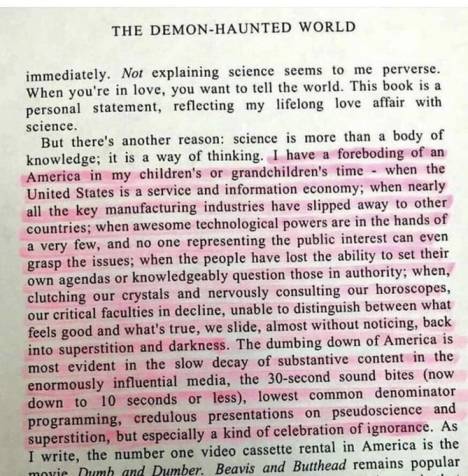 THE DEMON-HAUNTED WORLD
immediately. Not explaining science seems to me perverse.
When you're in love, you want to tell the world. This book is a
personal statement, reflecting my lifelong love affair with
science.
But there's another reason: science is more than a body of
knowledge; it is a way of thinking. I have a foreboding of an
America in my children's or grandchildren's time - when the
United States is a service and information economy; when nearly
all the key manufacturing industries have slipped away to other
countries; when awesome technological powers are in the hands of
a very few, and no one representing the public interest can even
grasp the issues; when the people have lost the ability to set their
own agendas or knowledgeably question those in authority; when,
clutching our crystals and nervously consulting our horoscopes,
our critical faculties in decline, unable to distinguish between what
feels good and what's true, we slide, almost without noticing, back
into superstition and darkness. The dumbing down of America is
most evident in the slow decay of substantive content in the
enormously influential media, the 30-second sound bites (now
down to 10 seconds or less), lowest common denominator
programming, credulous presentations on pseudoscience and
superstition, but especially a kind of celebration of ignorance. As
I write, the number one video cassette rental in America is the
movie Dumb and Dumber. Beavis and Butthead remains popular